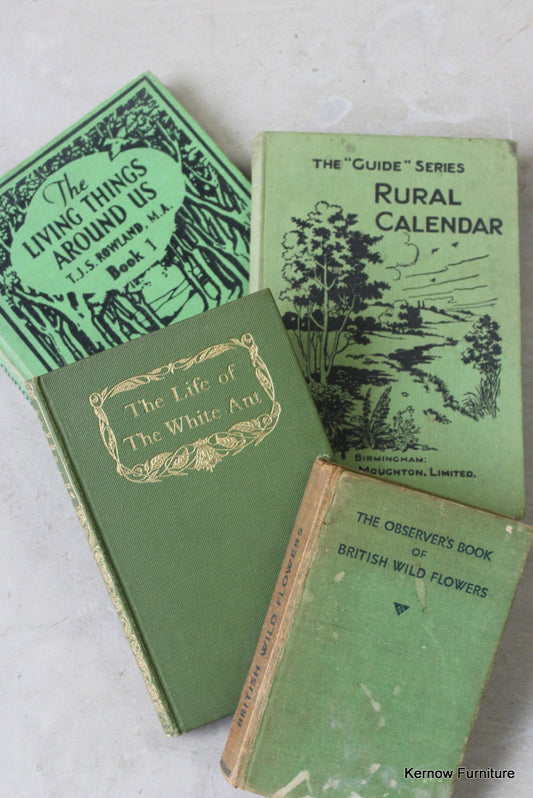 The
LIVING THINGS
AROUND US
T.J.S. ROWLAND, M.A.
Book 1
THE "GUIDE" SERIES
RURAL
CALENDAR
BIRMINGHAM:
MOUGHTON, LIMITED.
The Life of
The White Ant
THE OBSERVER'S BOOK
OF
BRITISH WILD FLOWERS
BRITISH WILD FLOWERS
Kernow Furniture